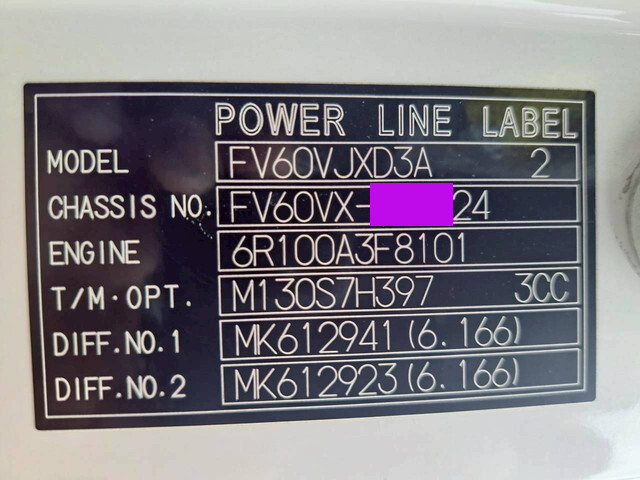 POWER LINE LABEL
MODEL FV60VJXD3A 2
CHASSIS NO. FV60VX- 24
ENGINE 6R100A3F8101
T/M·OPT. M130S7H397 3CC
DIFF.NO.1 MK612941(6.166)
DIFF.NO.2 MK612923(6.166)